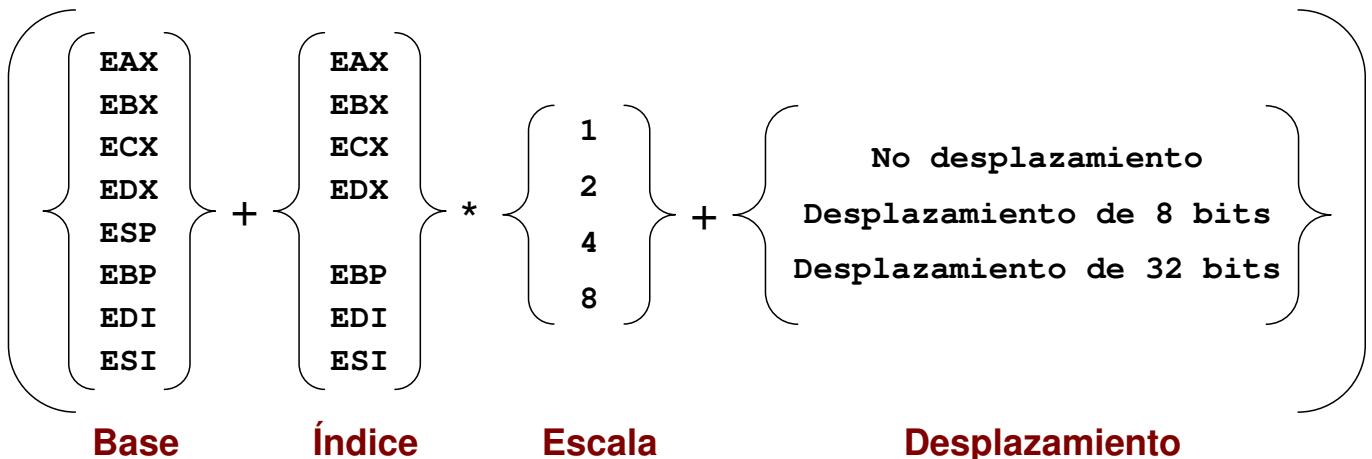 EAX EAX
EBX EBX 1
ECX ECX No desplazamiento
EDX EDX 2
+ * + Desplazamiento de 8 bits
ESP 4
EBP EBP Desplazamiento de 32 bits
EDI EDI 8
ESI ESI
Base Índice Escala Desplazamiento